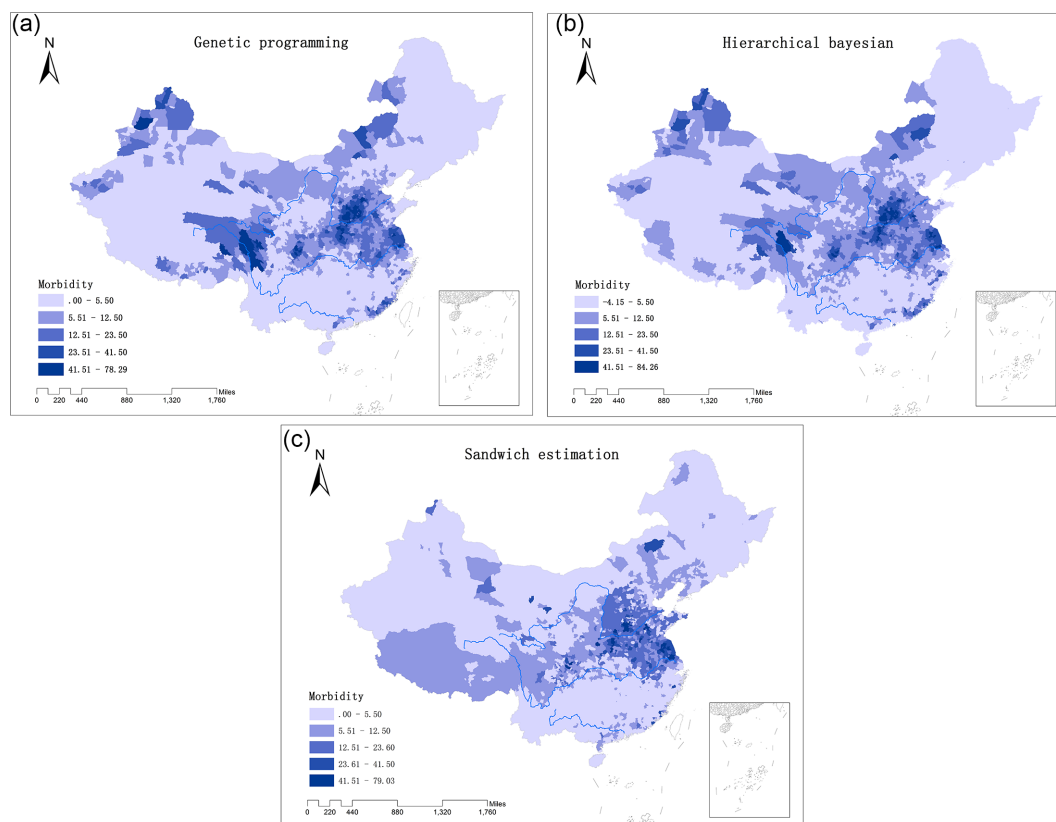 (a)
Genetic programming
N
Morbidity
.00 - 5.50
5.51 - 12.50
12.51 - 23.50
23.51 - 41.50
41.51 - 78.29
Miles
0 220 440 880 1,320 1,760
(b)
Hierarchical bayesian
N
Morbidity
-4.15 - 5.50
5.51 - 12.50
12.51 - 23.50
23.51 - 41.50
41.51 - 84.26
Miles
0 220 440 880 1,320 1,760
(c)
Sandwich estimation
N
Morbidity
.00 - 5.50
5.51 - 12.50
12.51 - 23.60
23.61 - 41.50
41.51 - 79.03
Miles
0 220 440 880 1,320 1,760